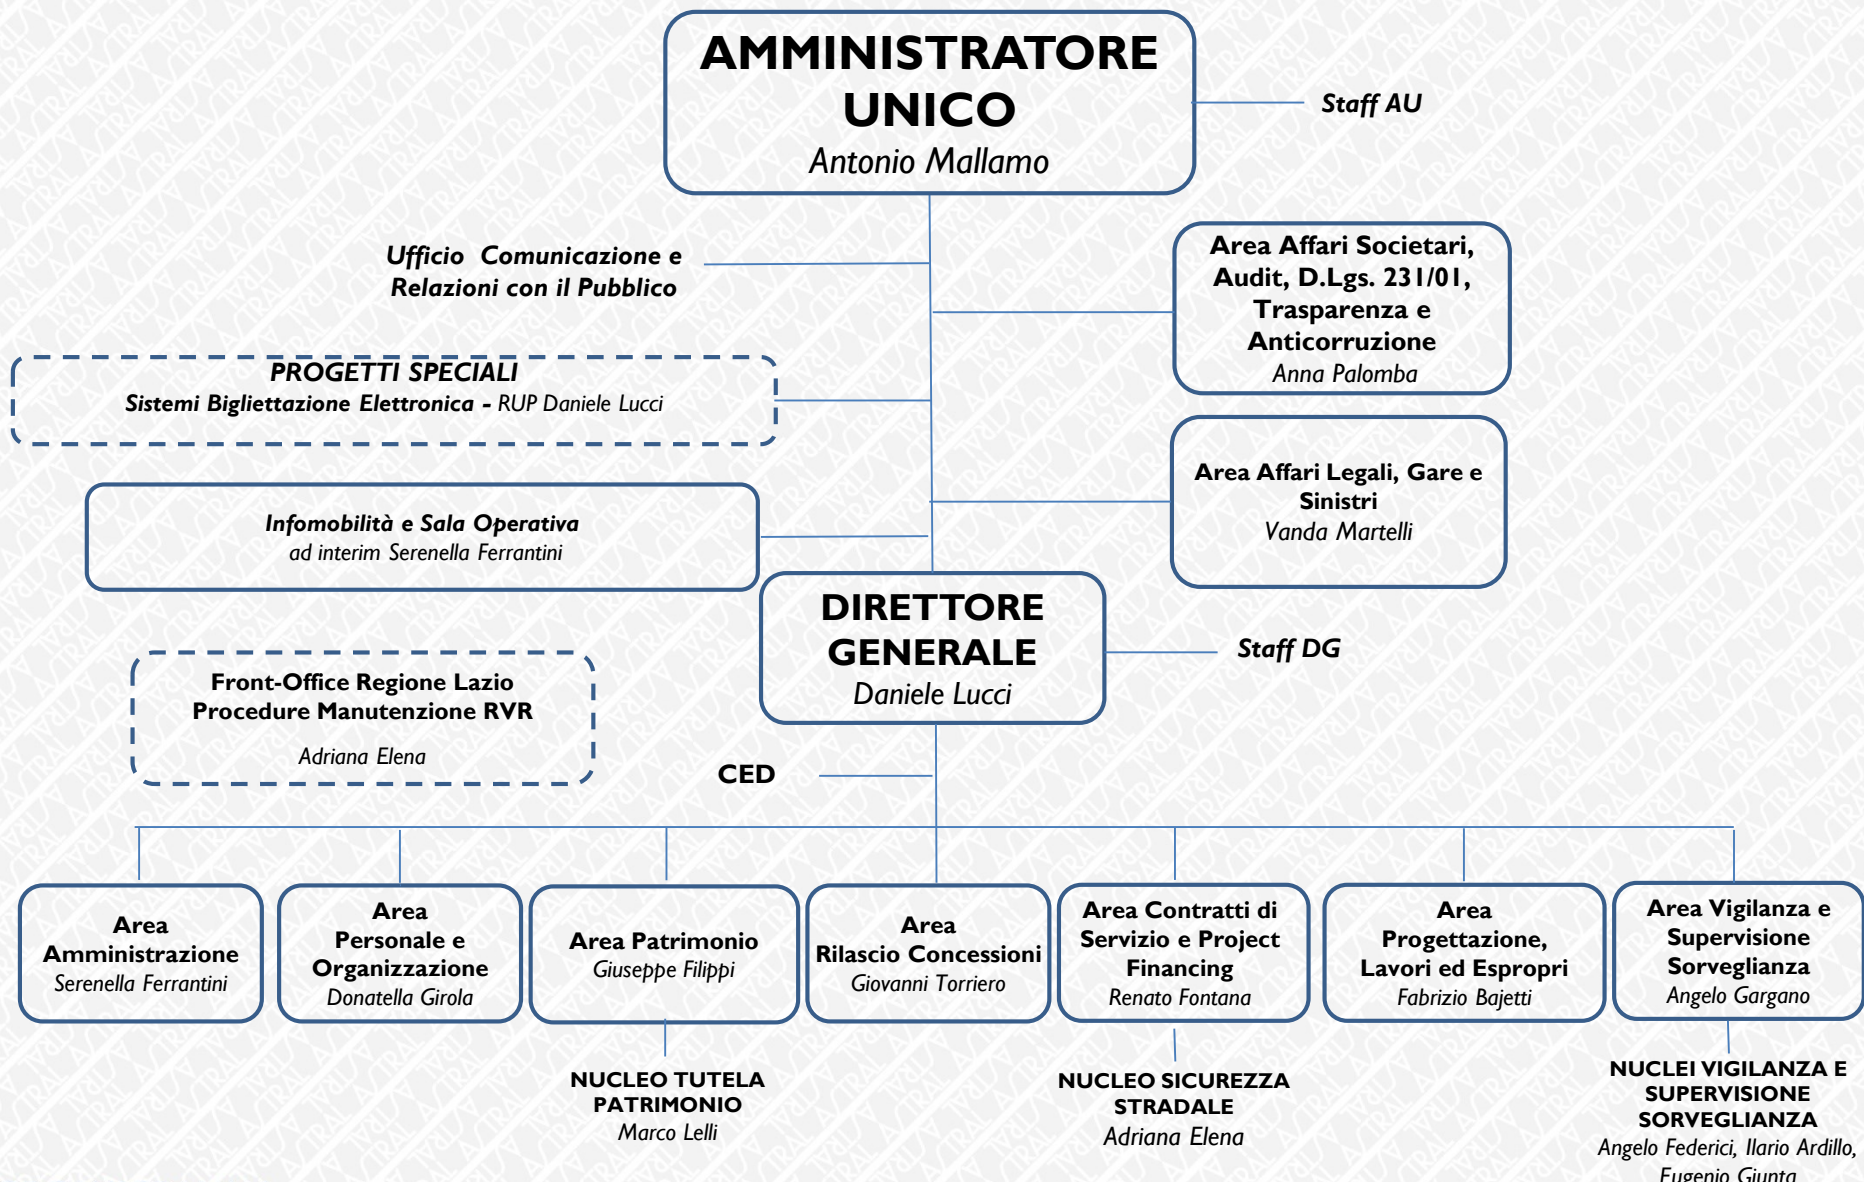 AMMINISTRATORE
UNICO
Antonio Mallamo
Staff AU
Ufficio Comunicazione e
Relazioni con il Pubblico
Area Affari Societari,
Audit, D.Lgs. 231/01,
Trasparenza e
Anticorruzione
Anna Palomba
PROGETTI SPECIALI
Sistemi Bigliettazione Elettronica - RUP Daniele Lucci
Area Affari Legali, Gare e
Sinistri
Vanda Martelli
Infomobilità e Sala Operativa
ad interim Serenella Ferrantini
DIRETTORE
GENERALE
Daniele Lucci
Staff DG
Front-Office Regione Lazio
Procedure Manutenzione RVR
Adriana Elena
CED
Area
Amministrazione
Serenella Ferrantini
Area
Personale e
Organizzazione
Donatella Girola
Area Patrimonio
Giuseppe Filippi
Area
Rilascio Concessioni
Giovanni Torriero
Area Contratti di
Servizio e Project
Financing
Renato Fontana
Area
Progettazione,
Lavori ed Espropri
Fabrizio Bajetti
Area Vigilanza e
Supervisione
Sorveglianza
Angelo Gargano
NUCLEO TUTELA
PATRIMONIO
Marco Lelli
NUCLEO SICUREZZA
STRADALE
Adriana Elena
NUCLEI VIGILANZA E
SUPERVISIONE
SORVEGLIANZA
Angelo Federici, Ilario Ardillo,
Eugenio Giunta